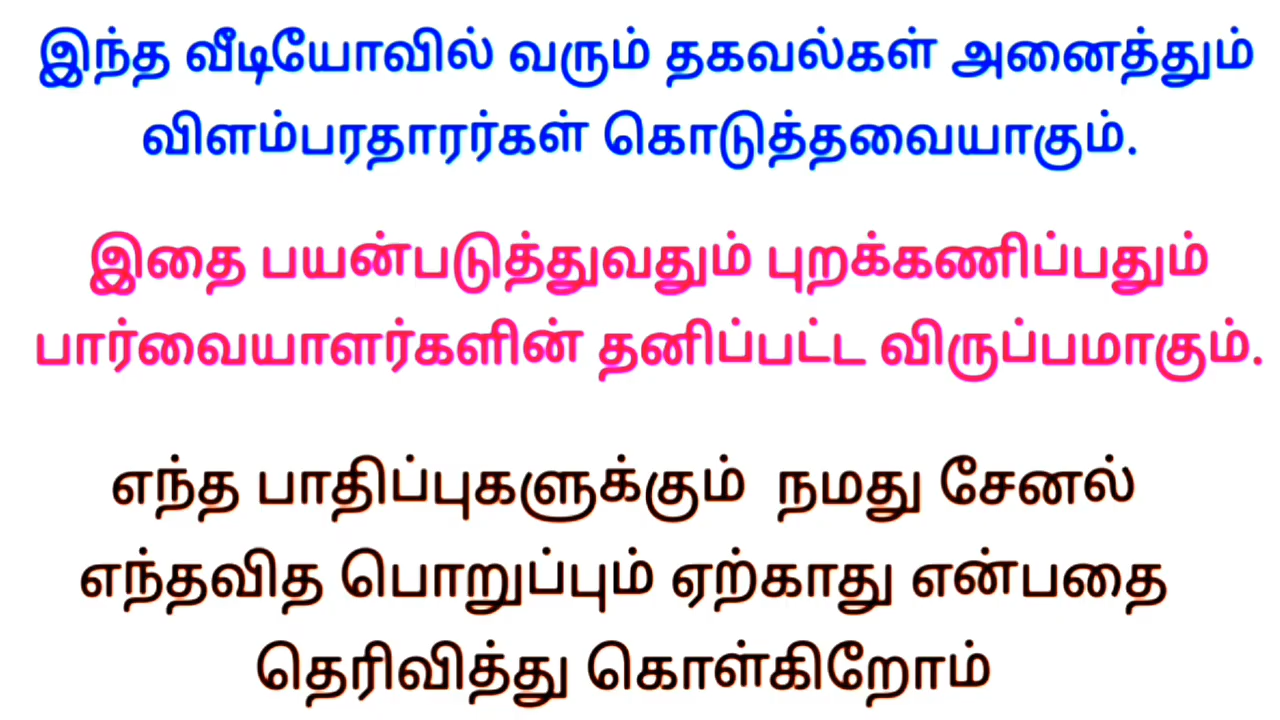 இந்த வீடியோவில் வரும் தகவல்கள் அனைத்தும்
விளம்பரதாரர்கள் கொடுத்தவையாகும்.
இதை பயன்படுத்துவதும் புறக்கணிப்பதும்
பார்வையாளர்களின் தனிப்பட்ட விருப்பமாகும்.
எந்த பாதிப்புகளுக்கும் நமது சேனல்
எந்தவித பொறுப்பும் ஏற்காது என்பதை
தெரிவித்து கொள்கிறோம்